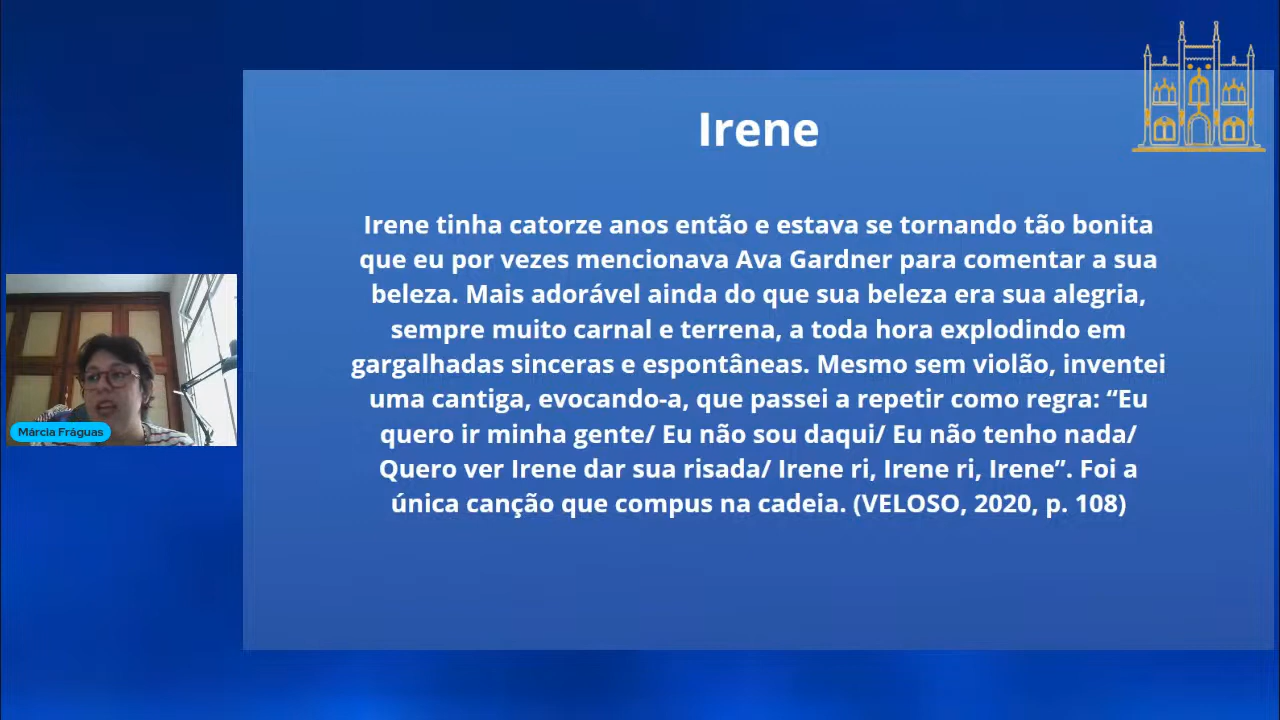 Irene
Irene tinha catorze anos então e estava se tornando tão bonita
que eu por vezes mencionava Ava Gardner para comentar a sua
beleza. Mais adorável ainda do que sua beleza era sua alegria,
sempre muito carnal e terrena, a toda hora explodindo em
gargalhadas sinceras e espontâneas. Mesmo sem violão, inventei
uma cantiga, evocando-a, que passei a repetir como regra: “Eu
quero ir minha gente/ Eu não sou daqui/ Eu não tenho nada/
Quero ver Irene dar sua risada/ Irene ri, Irene ri, Irene”. Foi a
única canção que compus na cadeia. (VELOSO, 2020, p. 108)
Márcia Fráguas